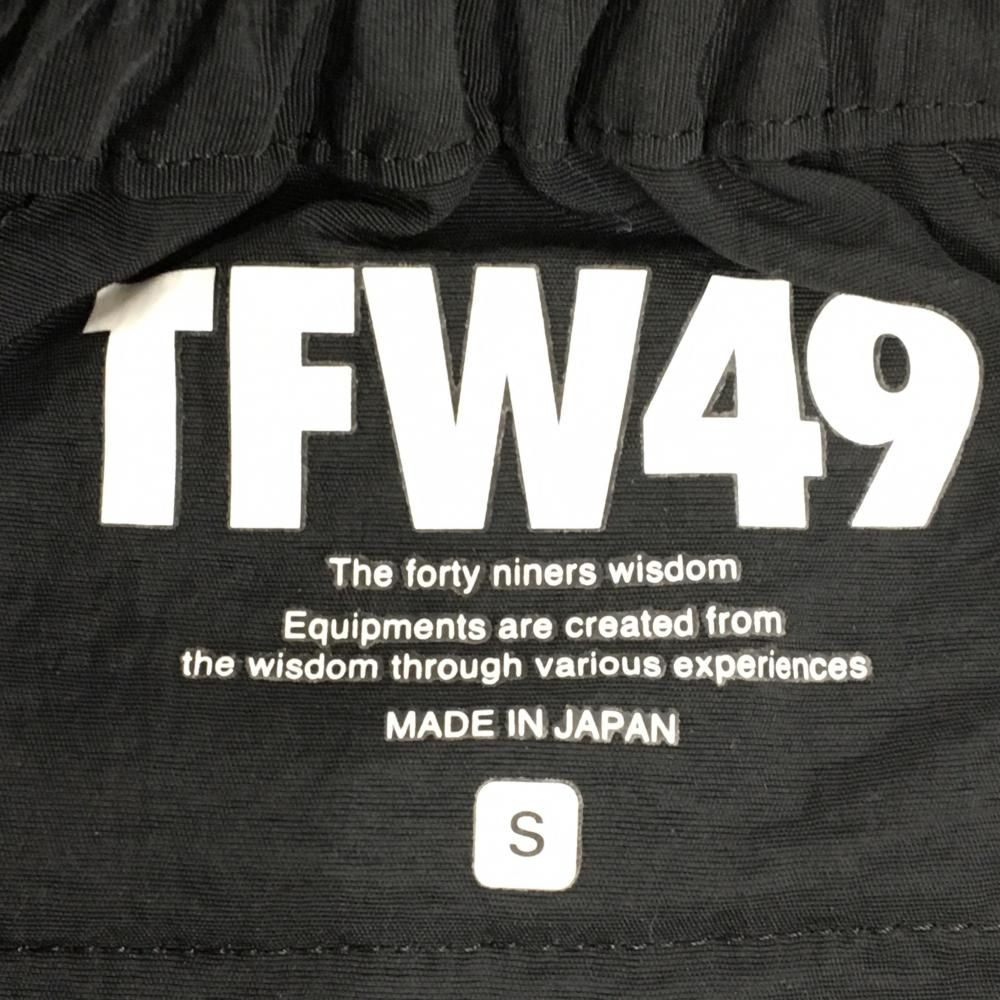 TFW49
The forty niners wisdom
Equipments are created from
the wisdom through various experiences
MADE IN JAPAN
S